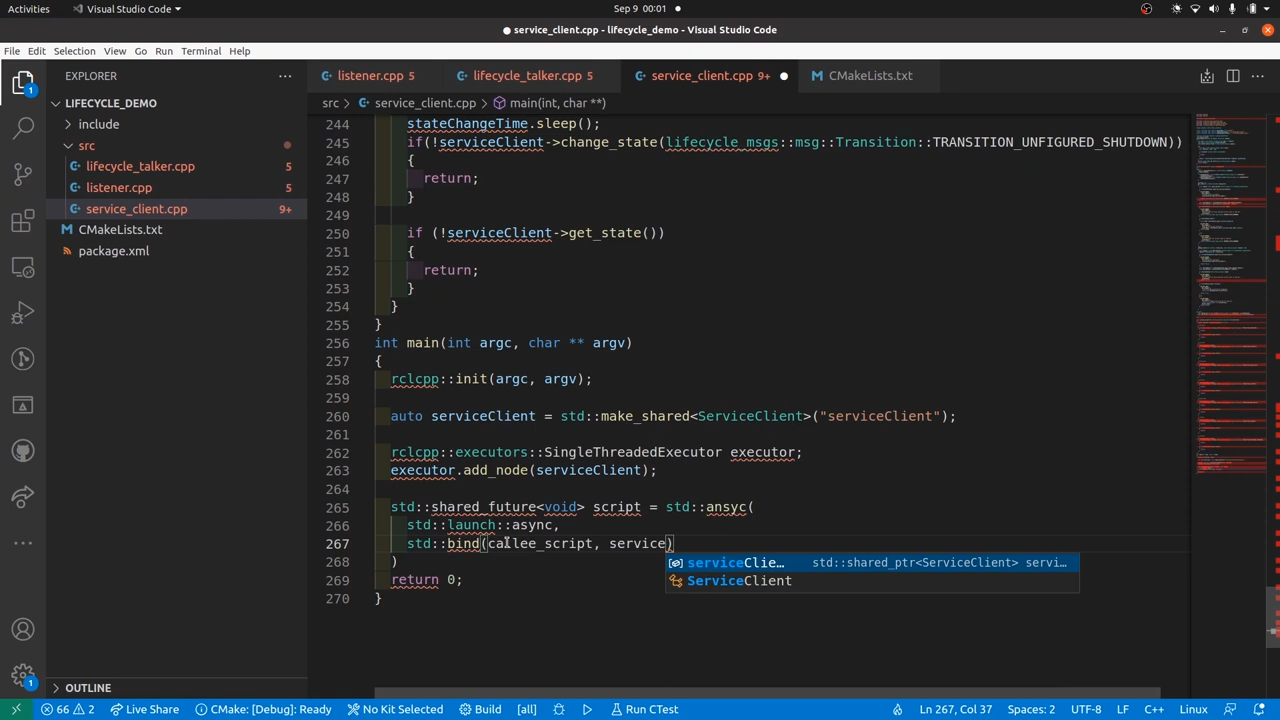 Activities
Visual Studio Code
Sep 9 00:01
service_client.cpp - lifecycle_demo - Visual Studio Code
File Edit Selection View Go Run Terminal Help
EXPLORER
LIFECYCLE_DEMO
include
src
lifecycle_talker.cpp 5
listener.cpp 5
service_client.cpp 9+
CMakeLists.txt
package.xml
OUTLINE
1
1
listener.cpp 5
lifecycle_talker.cpp 5
service_client.cpp 9+
CMakeLists.txt
src > service_client.cpp > main(int, char **)
244 stateChangeTime.sleep();
245 if(!serviceClient->change_state(lifecycle_msgs::msg::Transition::TRANSITION_UNFIGURED_SHUTDOWN))
246 {
247 return;
248 }
249
250 if (!serviceClient->get_state())
251 {
252 return;
253 }
254 }
255 }
256 int main(int argc, char ** argv)
257 {
258 rclcpp::init(argc, argv);
259
260 auto serviceClient = std::make_shared<ServiceClient>("serviceClient");
261
262 rclcpp::executors::SingleThreadedExecutor executor;
263 executor.add_node(serviceClient);
264
265 std::shared_future<void> script = std::ansyc(
266 std::launch::async,
267 std::bind(callee_script, service)
268 )
269 return 0;
270 }
serviceClie… std::shared_ptr<ServiceClient> servi…
ServiceClient
66 2 Live Share CMake: [Debug]: Ready No Kit Selected Build [all] Run CTest Ln 267, Col 37 Spaces: 2 UTF-8 LF C++ Linux